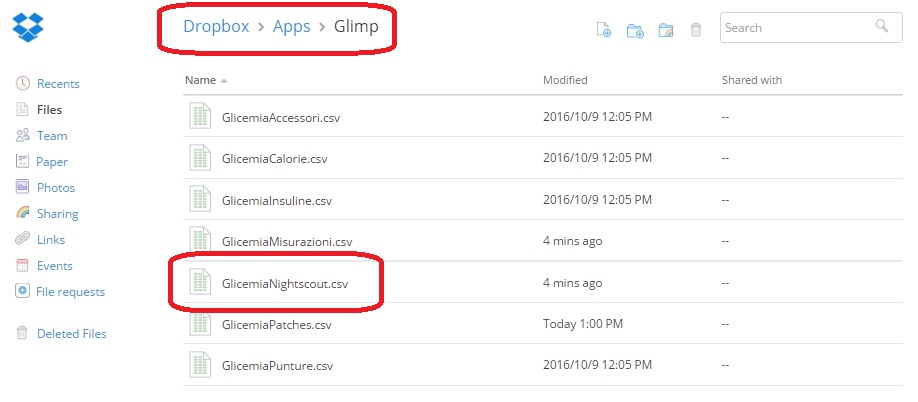 Dropbox > Apps > Glimp
Search
Recents
Files
Team
Paper
Photos
Sharing
Links
Events
File requests
Deleted Files
Name Modified Shared with
GlicemiaAccessori.csv 2016/10/9 12:05 PM --
GlicemiaCalorie.csv 2016/10/9 12:05 PM --
GlicemiaInsuline.csv 2016/10/9 12:05 PM --
GlicemiaMisurazioni.csv 4 mins ago --
GlicemiaNightscout.csv 4 mins ago --
GlicemiaPatches.csv Today 1:00 PM --
GlicemiaPunture.csv 2016/10/9 12:05 PM --